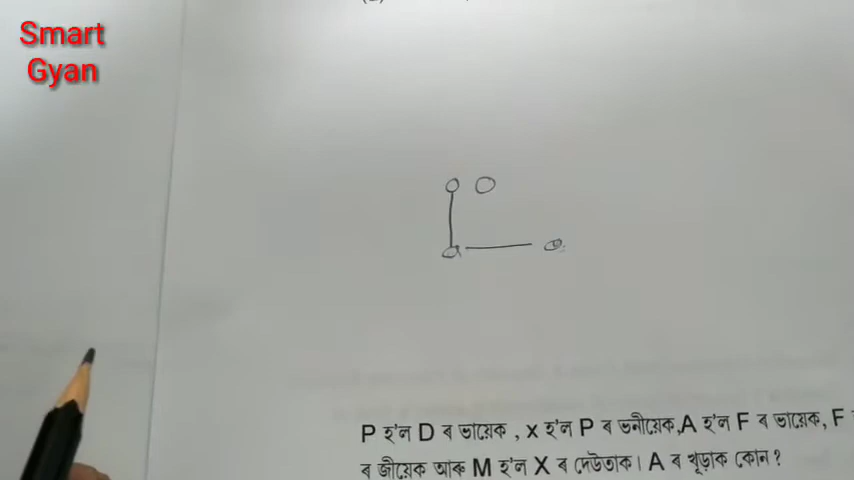 Smart
Gyan
P হ'ল D ৰ ভায়েক , x হ'ল P ৰ ভনীয়েক,A হ'ল F ৰ ভায়েক, F
ৰ জীয়েক আৰু M হ'ল X ৰ দেউতাক। A ৰ খুড়াক কোন?